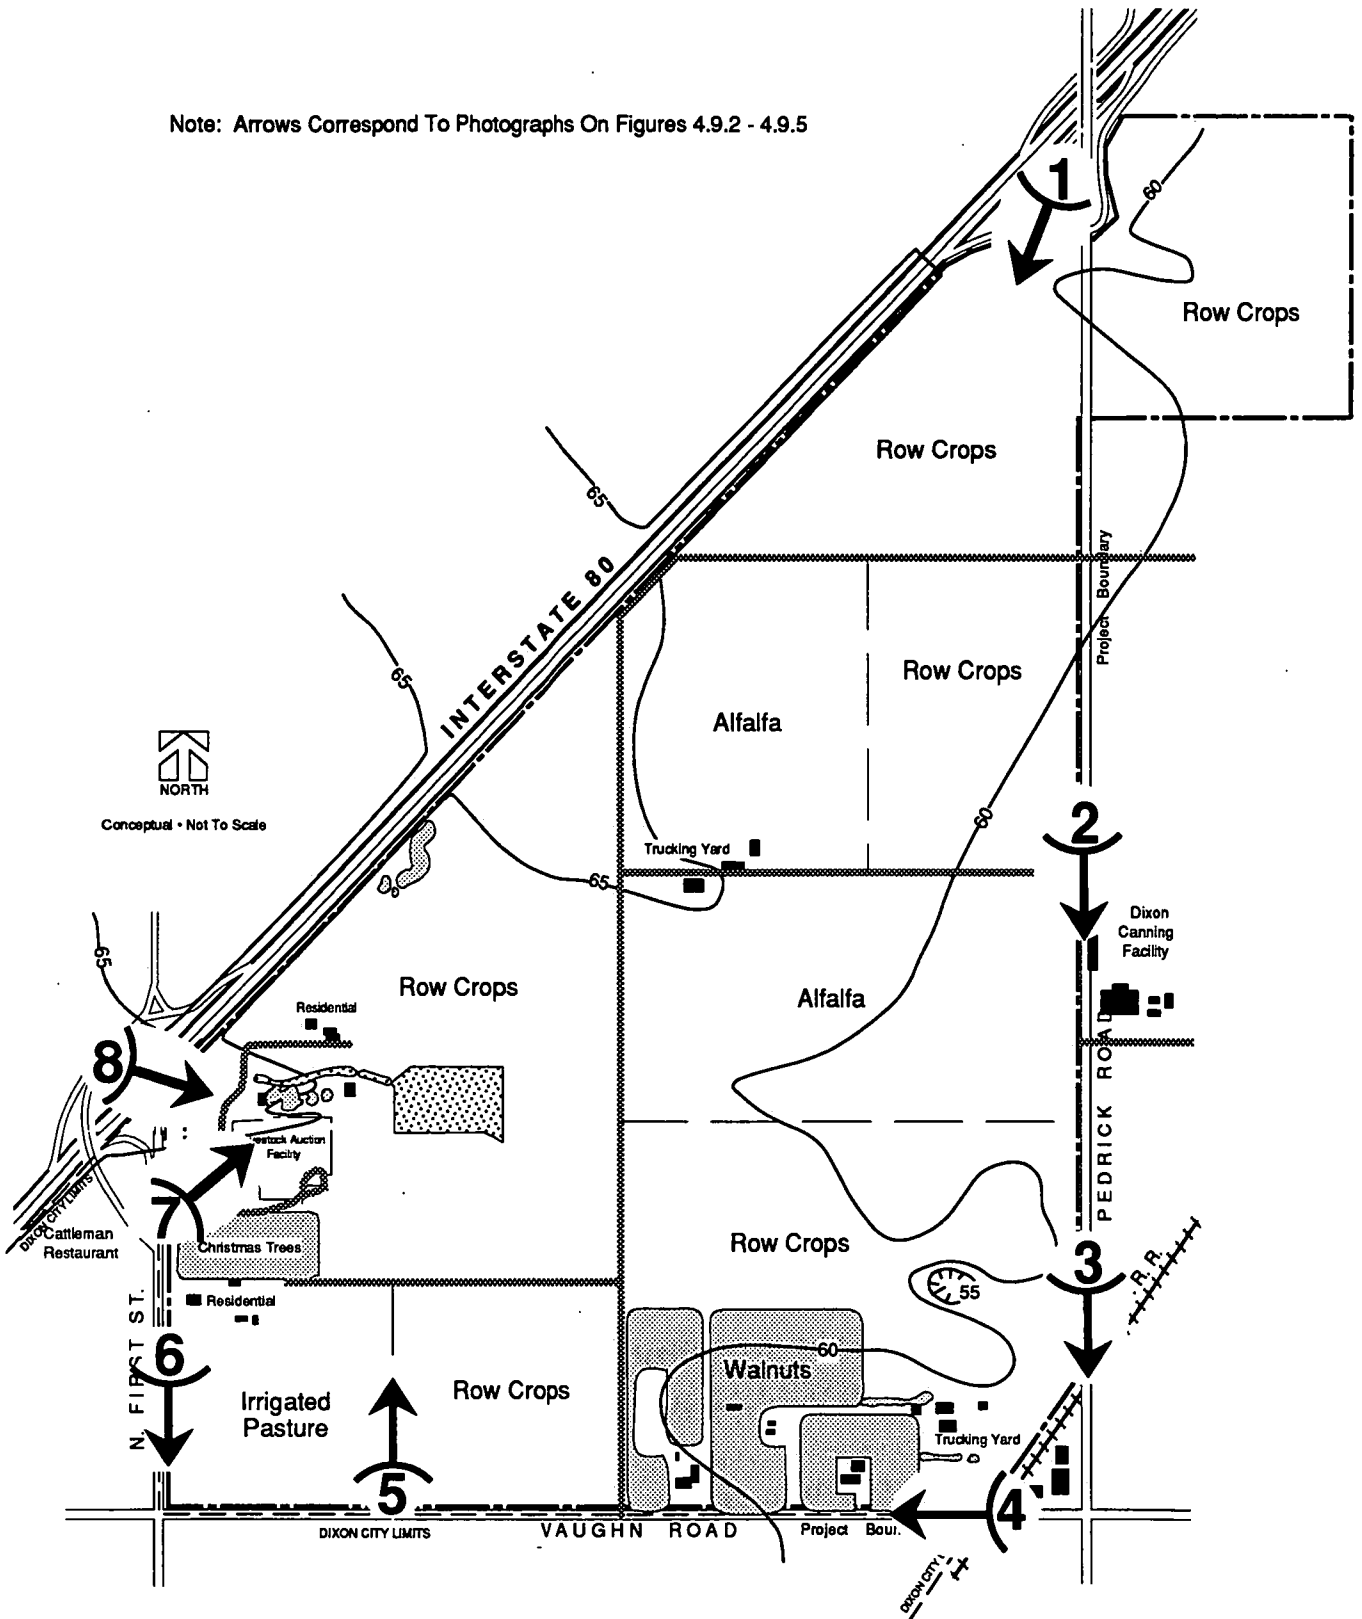 Note: Arrows Correspond To Photographs On Figures 4.9.2 - 4.9.5
1
60
Row Crops
Row Crops
65
INTERSTATE 80
Project Boundary
Row Crops
65
Alfalfa
NORTH
Conceptual • Not To Scale
60
2
Trucking Yard
65
Dixon
Canning
Facility
65
Row Crops
Alfalfa
Residential
8
PEDRICK ROAD
Auction
Facility
7
DIXON CITY LIMITS
Cattleman
Restaurant
Christmas Trees
Row Crops
3
R. R.
55
Residential
N. FIRST ST.
6
60
Walnuts
Irrigated
Pasture
Row Crops
Trucking Yard
5
4
DIXON CITY LIMITS
VAUGHN ROAD
Project
DIXON CITY